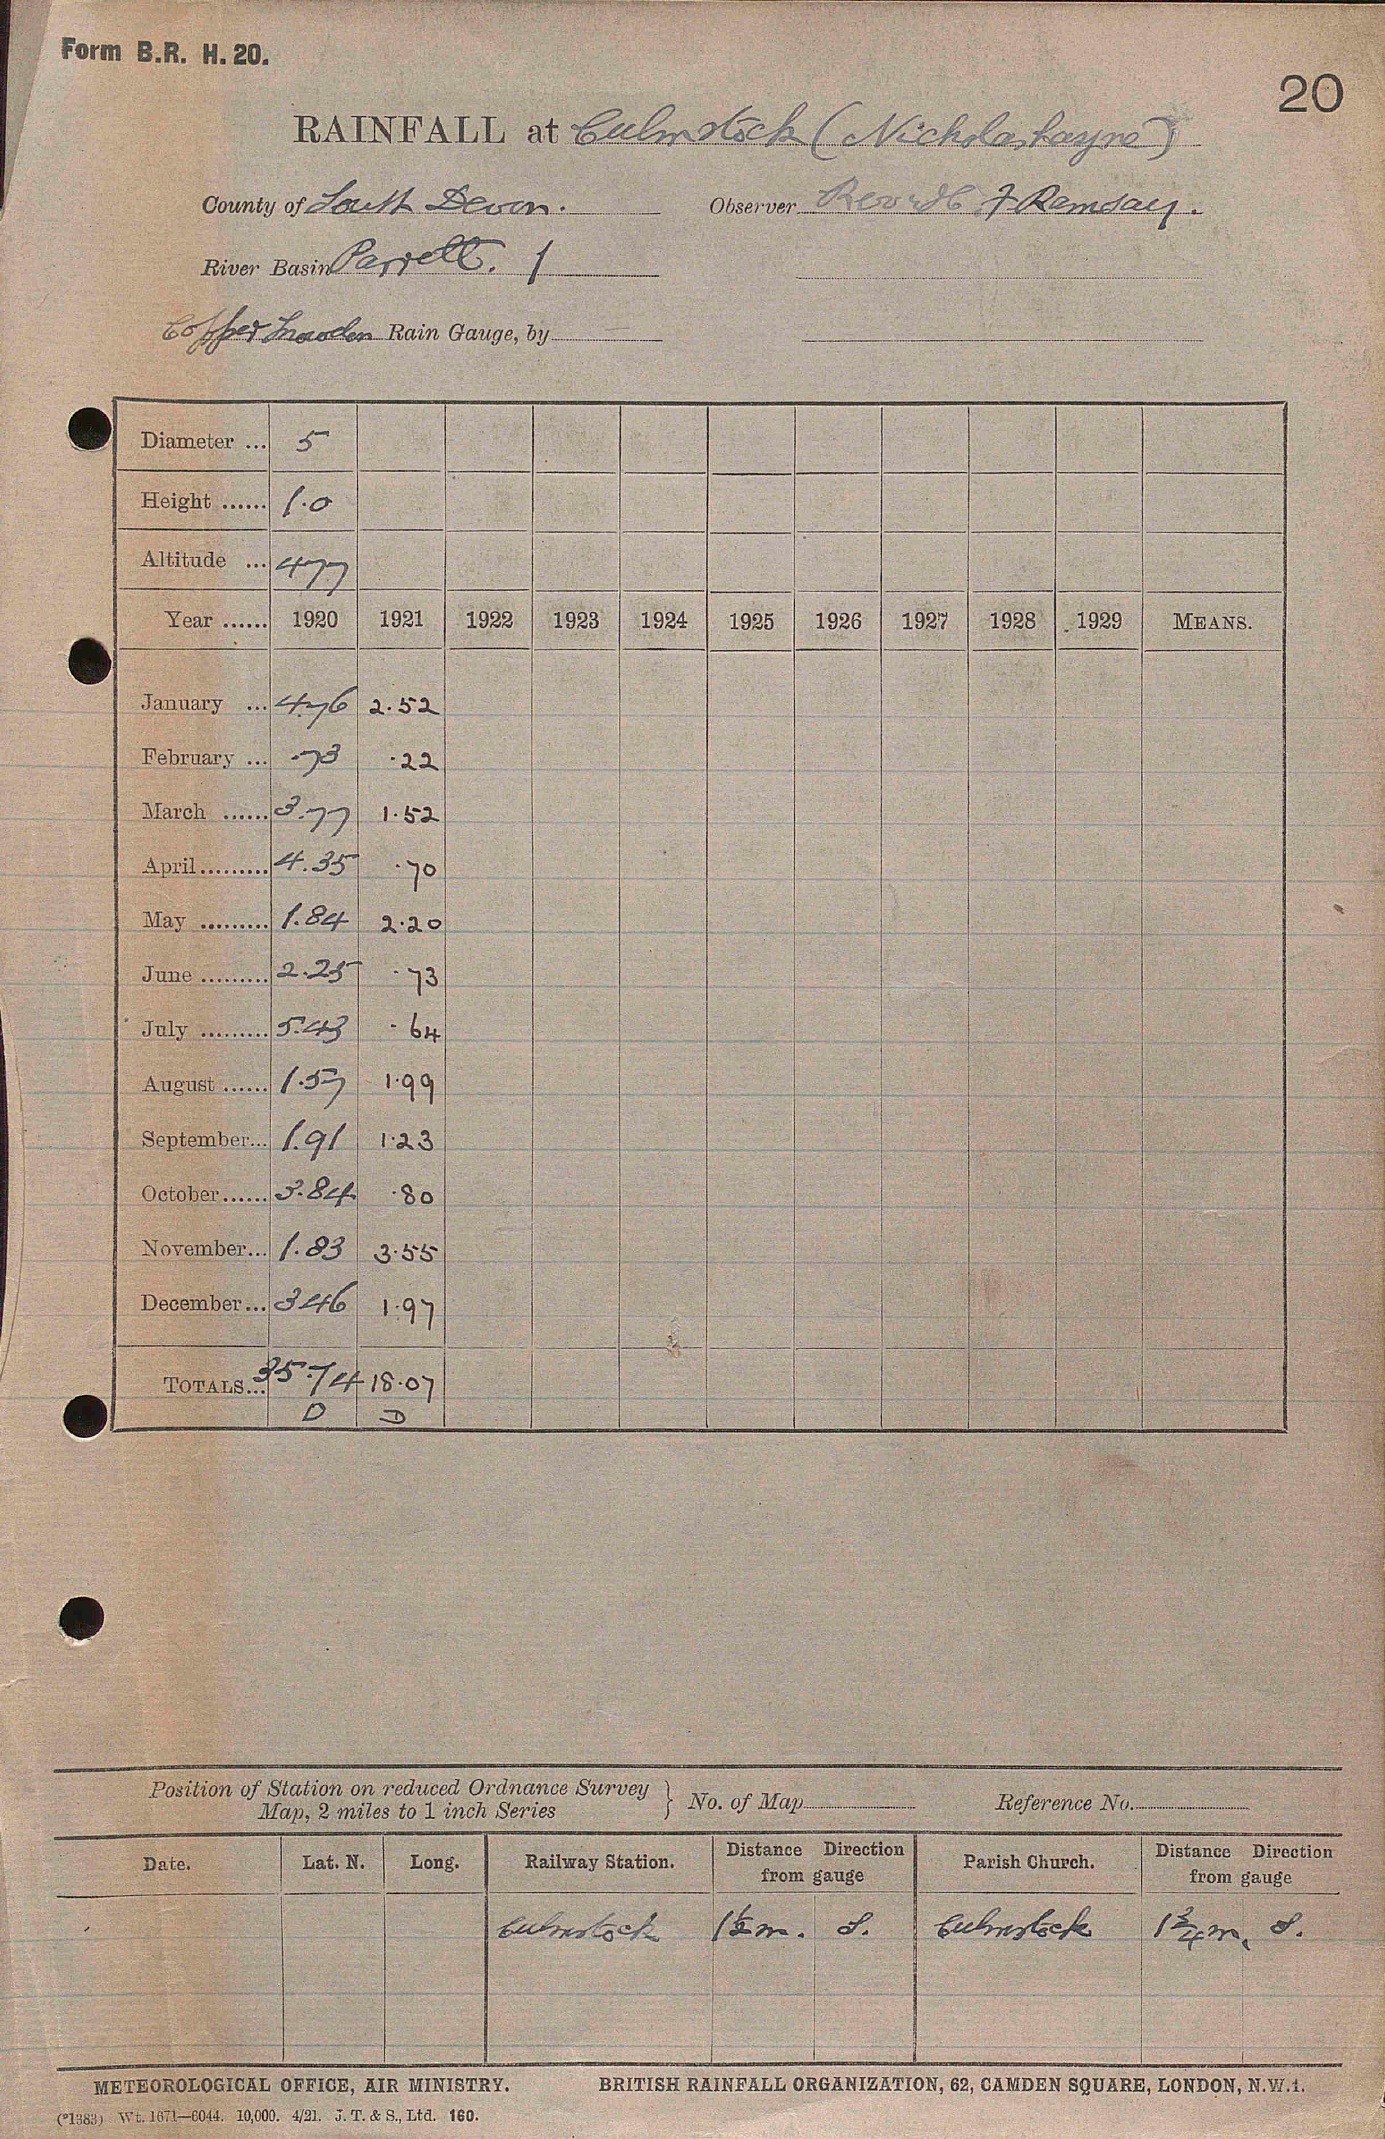 Form B.R. H. 20.
20
RAINFALL at Culmstock (Nicholashayne)
County of South Devon. Observer Rev. H. F. Ramsay.
River Basin Parrett. 1
Copper Snowdon Rain Gauge, by
Diameter ... 5
Height ...... 1.0
Altitude ... 477
Year ...... 1920 1921 1922 1923 1924 1925 1926 1927 1928 1929 MEANS.
January ... 4.76 2.52
February ... .73 .22
March ...... 3.77 1.52
April ......... 4.35 .70
May ......... 1.84 2.20
June ......... 2.25 .73
July ......... 5.43 .64
August ...... 1.57 1.99
September... 1.91 1.23
October...... 3.84 .80
November... 1.83 3.55
December... 3.46 1.97
TOTALS... 35.74 18.07
D D
Position of Station on reduced Ordnance Survey
Map, 2 miles to 1 inch Series } No. of Map Reference No.
Date. Lat. N. Long. Railway Station. Distance Direction from gauge Parish Church. Distance Direction from gauge
Culmstock 1½ m. S. Culmstock 1¾ m. S.
METEOROLOGICAL OFFICE, AIR MINISTRY. BRITISH RAINFALL ORGANIZATION, 62, CAMDEN SQUARE, LONDON, N.W.1.
(*1383) Wt. 1671—6044. 10,000. 4/21. J. T. & S., Ltd. 160.